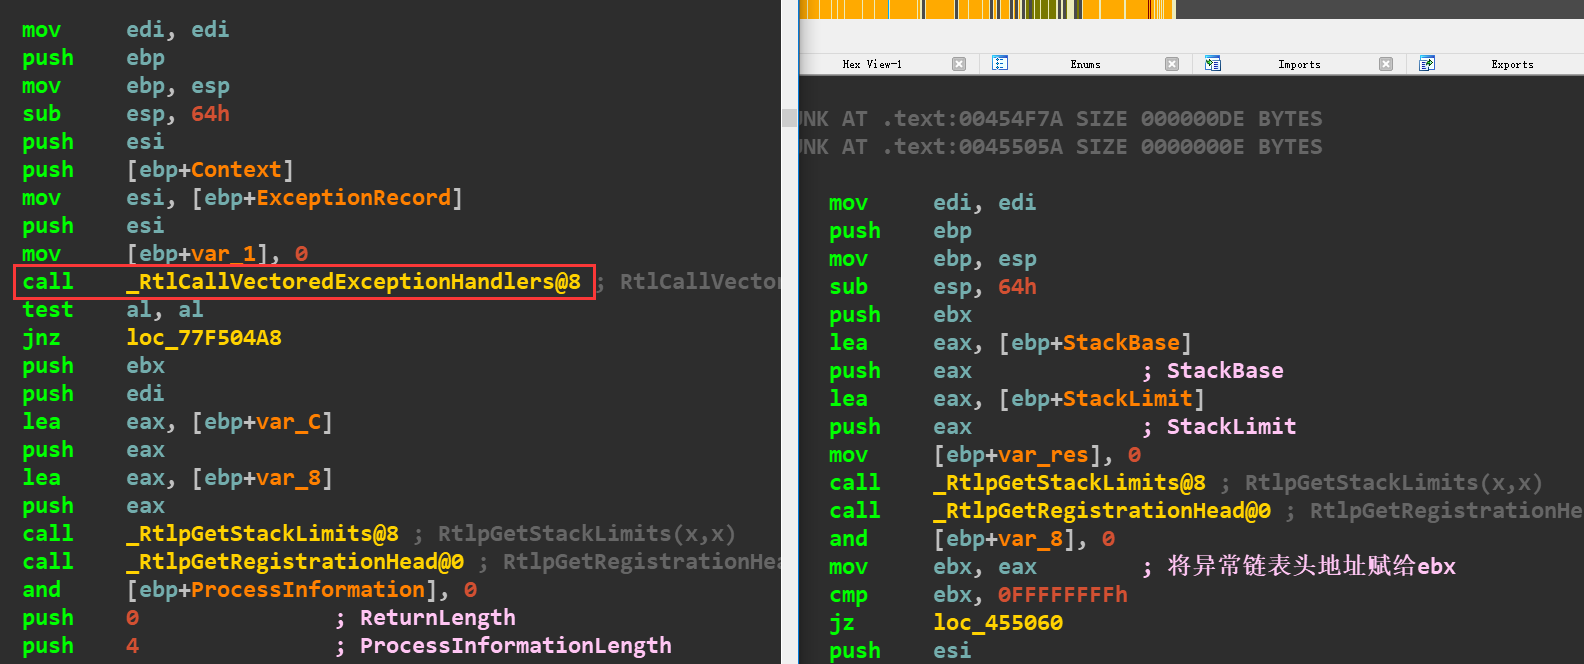 mov edi, edi
push ebp
mov ebp, esp
sub esp, 64h
push esi
push [ebp+Context]
mov esi, [ebp+ExceptionRecord]
push esi
mov [ebp+var_1], 0
call _RtlCallVectoredExceptionHandlers@8 ; RtlCallVecto
test al, al
jnz loc_77F504A8
push ebx
push edi
lea eax, [ebp+var_C]
push eax
lea eax, [ebp+var_8]
push eax
call _RtlpGetStackLimits@8 ; RtlpGetStackLimits(x,x)
call _RtlpGetRegistrationHead@0 ; RtlpGetRegistrationHea
and [ebp+ProcessInformation], 0
push 0 ; ReturnLength
push 4 ; ProcessInformationLength
Hex View-1 Enums Imports Exports
UNK AT .text:00454F7A SIZE 000000DE BYTES
UNK AT .text:0045505A SIZE 0000000E BYTES
mov edi, edi
push ebp
mov ebp, esp
sub esp, 64h
push ebx
lea eax, [ebp+StackBase]
push eax ; StackBase
lea eax, [ebp+StackLimit]
push eax ; StackLimit
mov [ebp+var_res], 0
call _RtlpGetStackLimits@8 ; RtlpGetStackLimits(x,x)
call _RtlpGetRegistrationHead@0 ; RtlpGetRegistrationHe
and [ebp+var_8], 0
mov ebx, eax ; 将异常链表头地址赋给ebx
cmp ebx, 0FFFFFFFFh
jz loc_455060
push esi